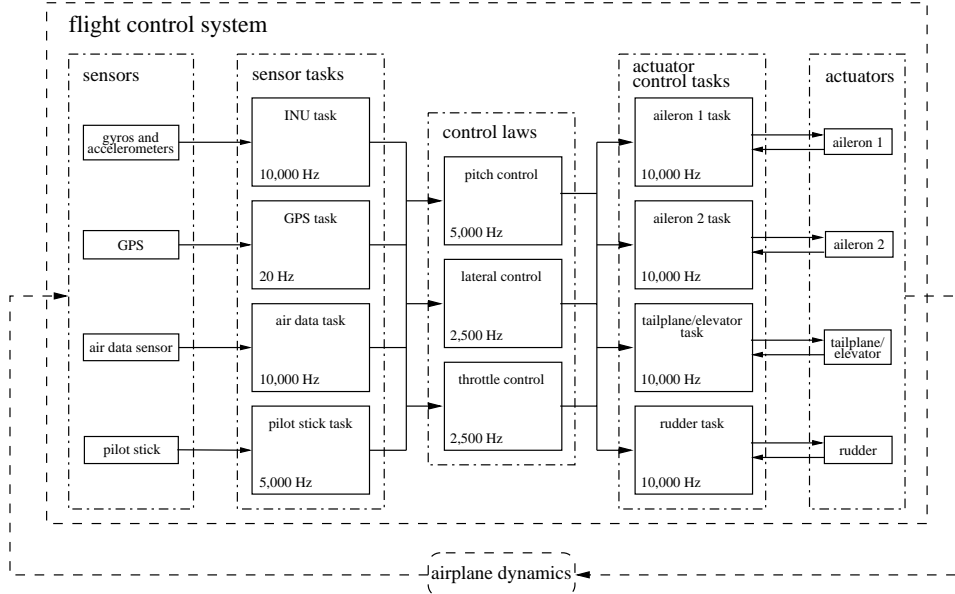 flight control system
sensors
gyros and
accelerometers
GPS
air data sensor
pilot stick
sensor tasks
INU task
10,000 Hz
GPS task
20 Hz
air data task
10,000 Hz
pilot stick task
5,000 Hz
control laws
pitch control
5,000 Hz
lateral control
2,500 Hz
throttle control
2,500 Hz
actuator
control tasks
aileron 1 task
10,000 Hz
aileron 2 task
10,000 Hz
tailplane/elevator
task
10,000 Hz
rudder task
10,000 Hz
actuators
aileron 1
aileron 2
tailplane/
elevator
rudder
airplane dynamics